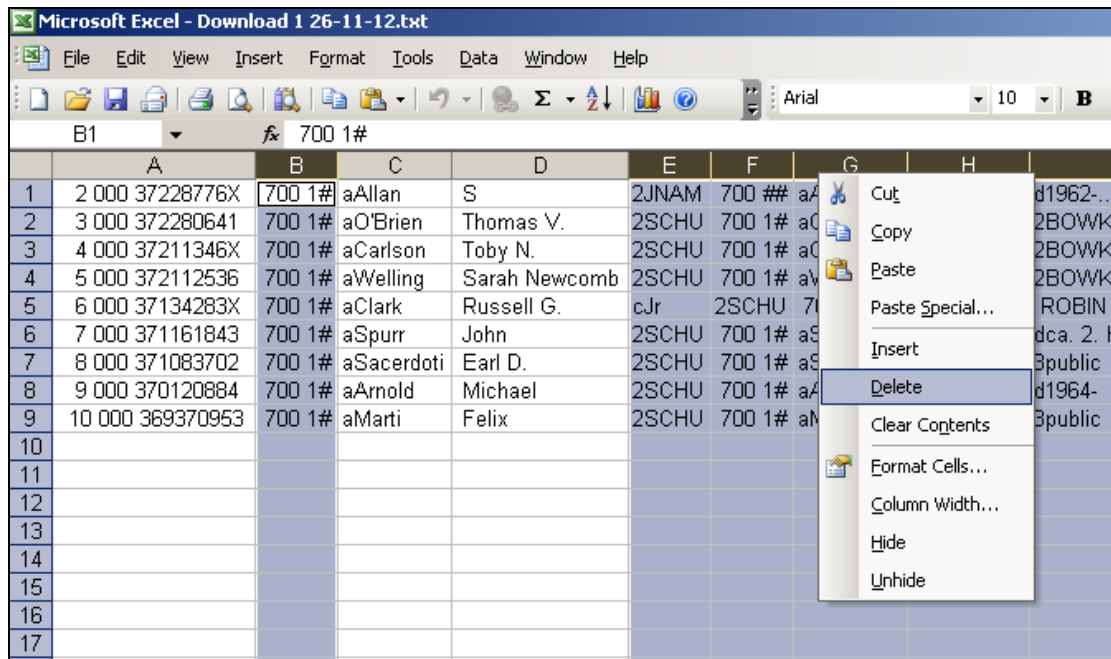 Microsoft Excel - Download 1 26-11-12.txt
File Edit View Insert Format Tools Data Window Help
Arial 10 B
B1 fx 700 1#
A B C D E F G H
1 2 000 37228776X 700 1# aAllan S 2JNAM 700 ## d1962-..
2 3 000 372280641 700 1# aO'Brien Thomas V. 2SCHU 700 1# 2BOWK
3 4 000 37211346X 700 1# aCarlson Toby N. 2SCHU 700 1# 2BOWK
4 5 000 372112536 700 1# aWelling Sarah Newcomb 2SCHU 700 1# 2BOWK
5 6 000 37134283X 700 1# aClark Russell G. cJr 2SCHU ROBIN
6 7 000 371161843 700 1# aSpurr John 2SCHU 700 1# dca. 2.
7 8 000 371083702 700 1# aSacerdoti Earl D. 2SCHU 700 1# 3public
8 9 000 370120884 700 1# aArnold Michael 2SCHU 700 1# d1964-
9 10 000 369370953 700 1# aMarti Felix 2SCHU 700 1# 3public
10
11
12
13
14
15
16
17
Cut
Copy
Paste
Paste Special...
Insert
Delete
Clear Contents
Format Cells...
Column Width...
Hide
Unhide